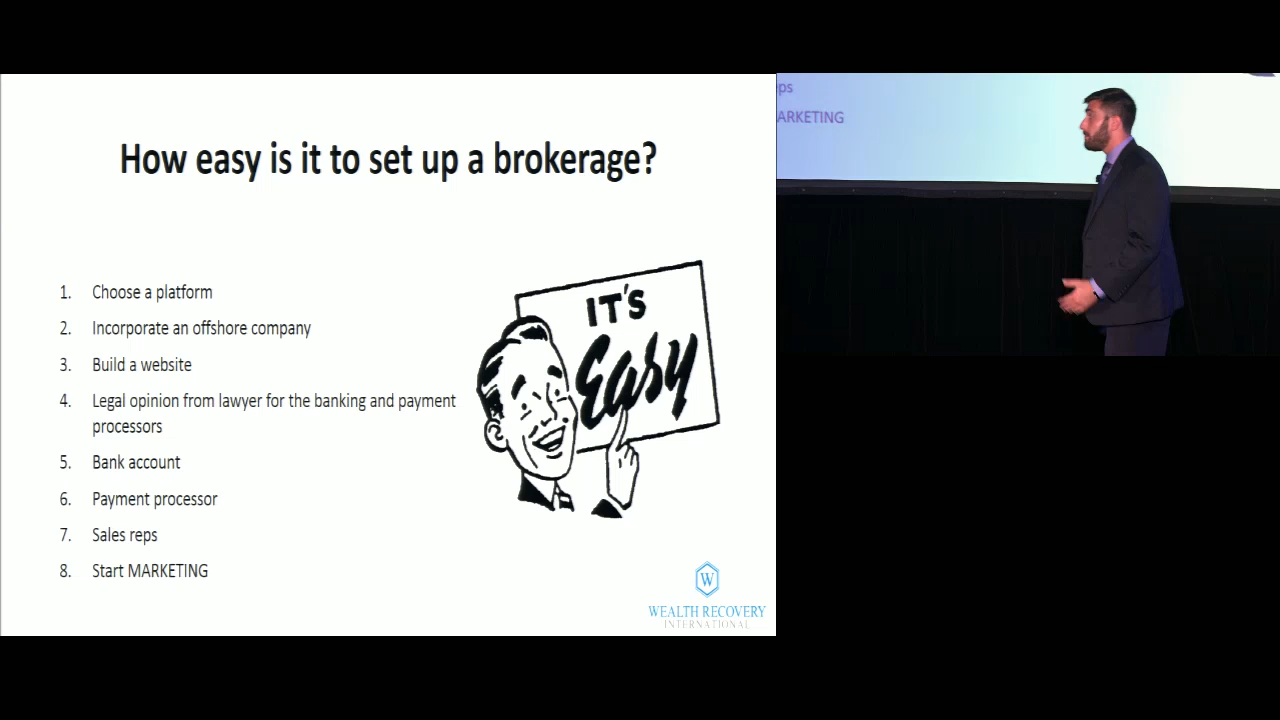 How easy is it to set up a brokerage?
1. Choose a platform
2. Incorporate an offshore company
3. Build a website
4. Legal opinion from lawyer for the banking and payment
processors
5. Bank account
6. Payment processor
7. Sales reps
8. Start MARKETING
IT'S
Easy
W
WEALTH RECOVERY
INTERNATIONAL
ps
ARKETING